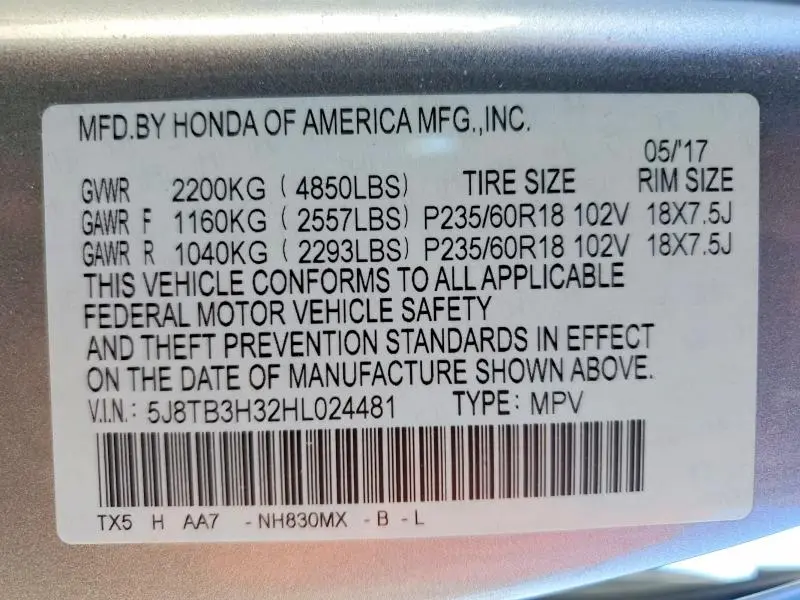 MFD.BY HONDA OF AMERICA MFG.,INC.
05/'17
GVWR 2200KG ( 4850LBS) TIRE SIZE RIM SIZE
GAWR F 1160KG ( 2557LBS) P235/60R18 102V 18X7.5J
GAWR R 1040KG ( 2293LBS) P235/60R18 102V 18X7.5J
THIS VEHICLE CONFORMS TO ALL APPLICABLE
FEDERAL MOTOR VEHICLE SAFETY
AND THEFT PREVENTION STANDARDS IN EFFECT
ON THE DATE OF MANUFACTURE SHOWN ABOVE.
V.I.N.: 5J8TB3H32HL024481 TYPE: MPV
TX5 H AA7 -NH830MX -B -L